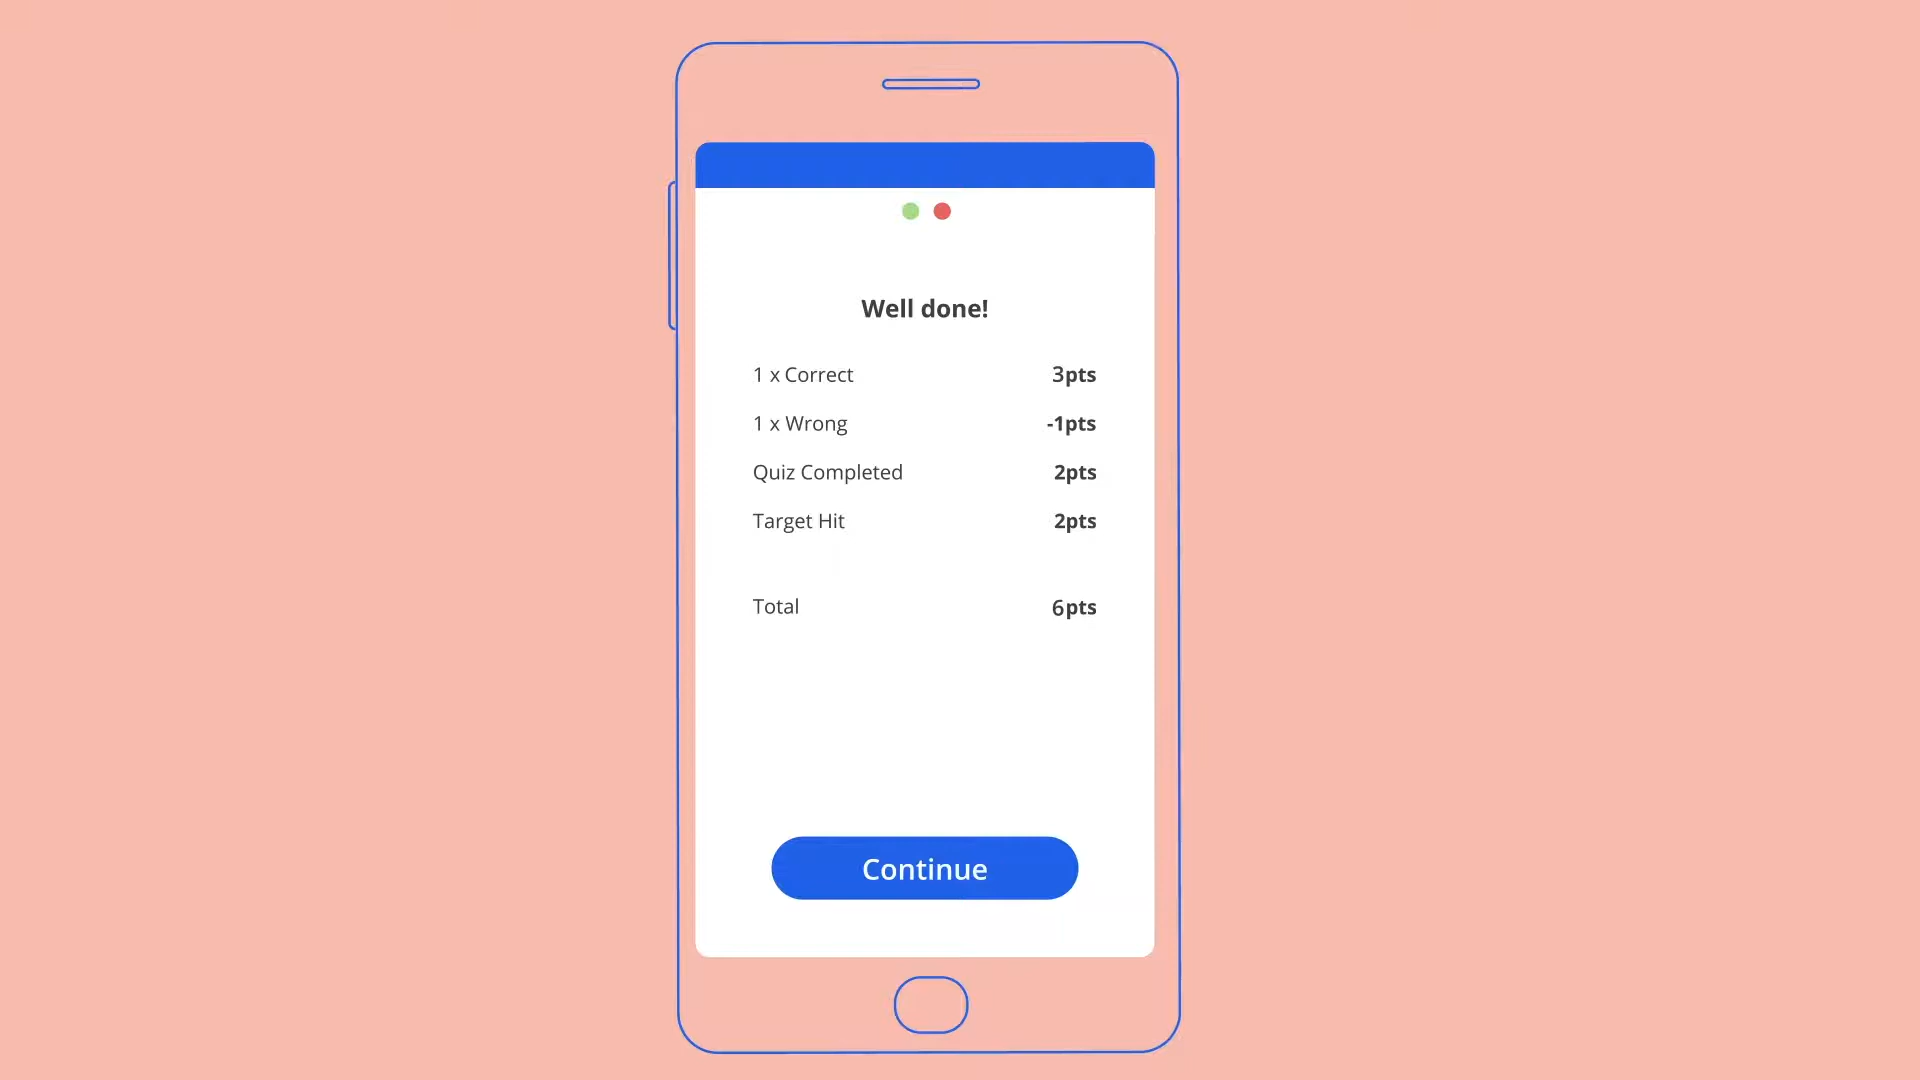 Well done!
1 x Correct 3pts
1 x Wrong -1pts
Quiz Completed 2pts
Target Hit 2pts
Total 6pts
Continue